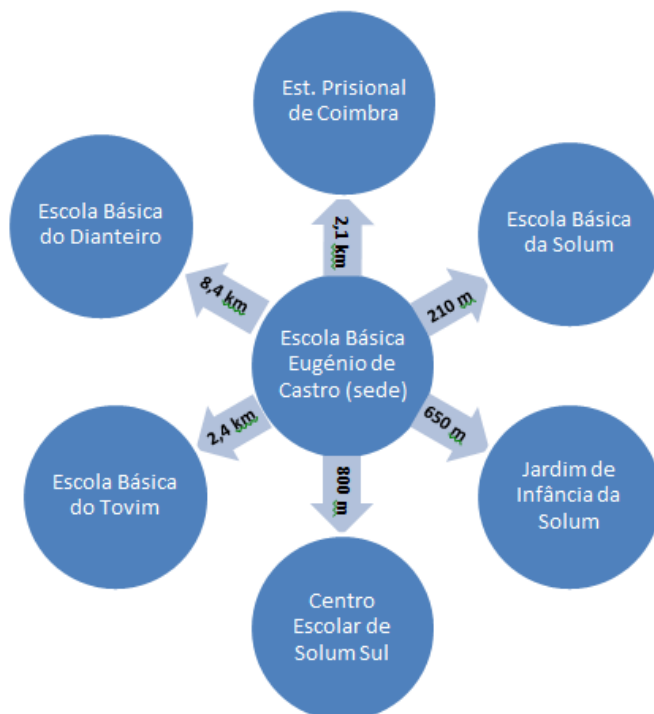 Est. Prisional
de Coimbra
Escola Básica
do Dianteiro
Escola Básica
da Solum
2,1 km
8,4 km
210 m
Escola Básica
Eugénio de
Castro (sede)
2,4 km
650 m
800 m
Escola Básica
do Tovim
Jardim de
Infância da
Solum
Centro
Escolar de
Solum Sul